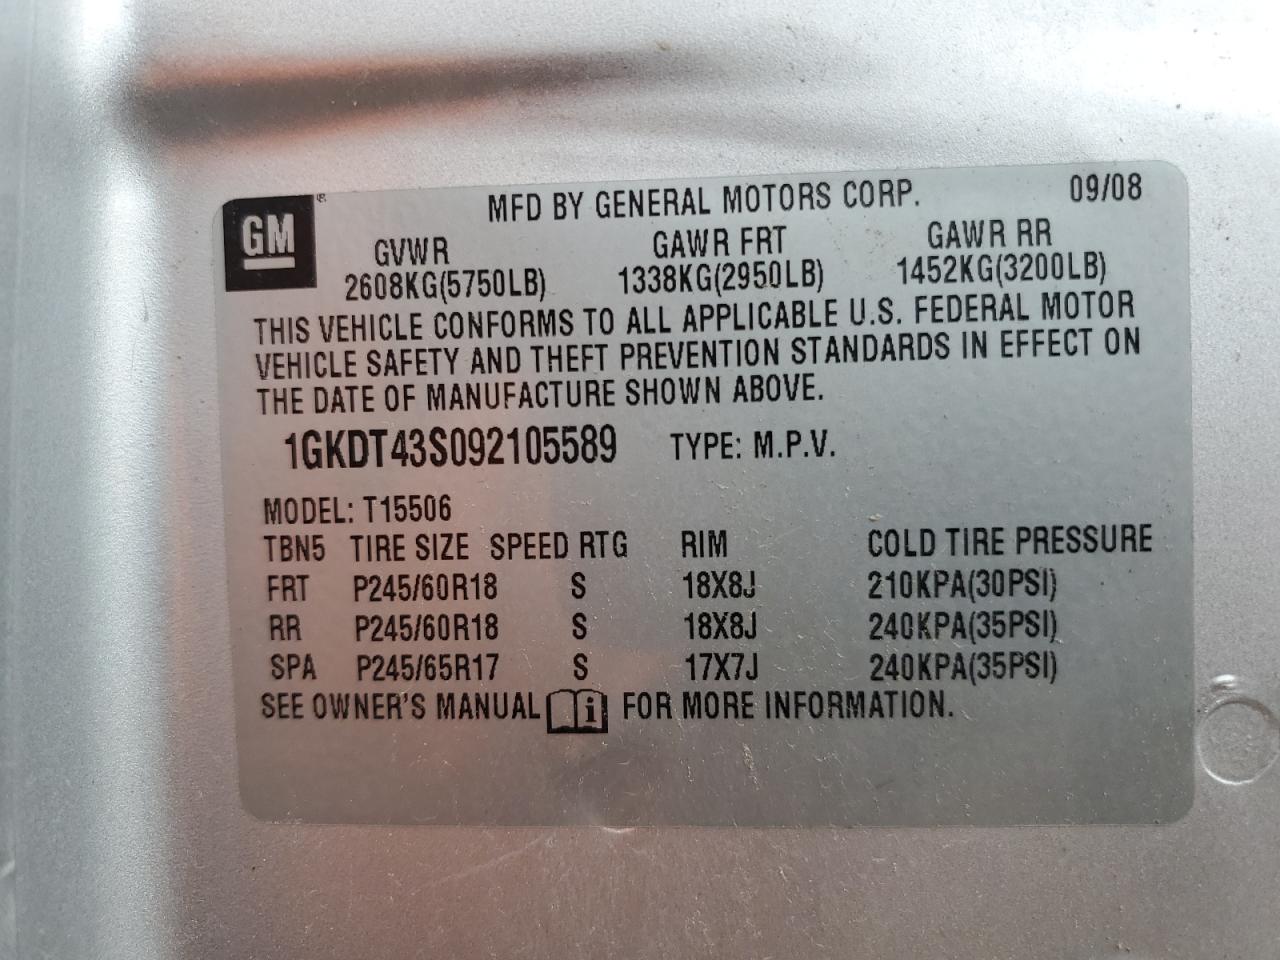 GM ® MFD BY GENERAL MOTORS CORP. 09/08
GVWR GAWR FRT GAWR RR
2608KG(5750LB) 1338KG(2950LB) 1452KG(3200LB)
THIS VEHICLE CONFORMS TO ALL APPLICABLE U.S. FEDERAL MOTOR
VEHICLE SAFETY AND THEFT PREVENTION STANDARDS IN EFFECT ON
THE DATE OF MANUFACTURE SHOWN ABOVE.
1GKDT43S092105589 TYPE: M.P.V.
MODEL: T15506
TBN5 TIRE SIZE SPEED RTG RIM COLD TIRE PRESSURE
FRT P245/60R18 S 18X8J 210KPA(30PSI)
RR P245/60R18 S 18X8J 240KPA(35PSI)
SPA P245/65R17 S 17X7J 240KPA(35PSI)
SEE OWNER'S MANUAL i FOR MORE INFORMATION.